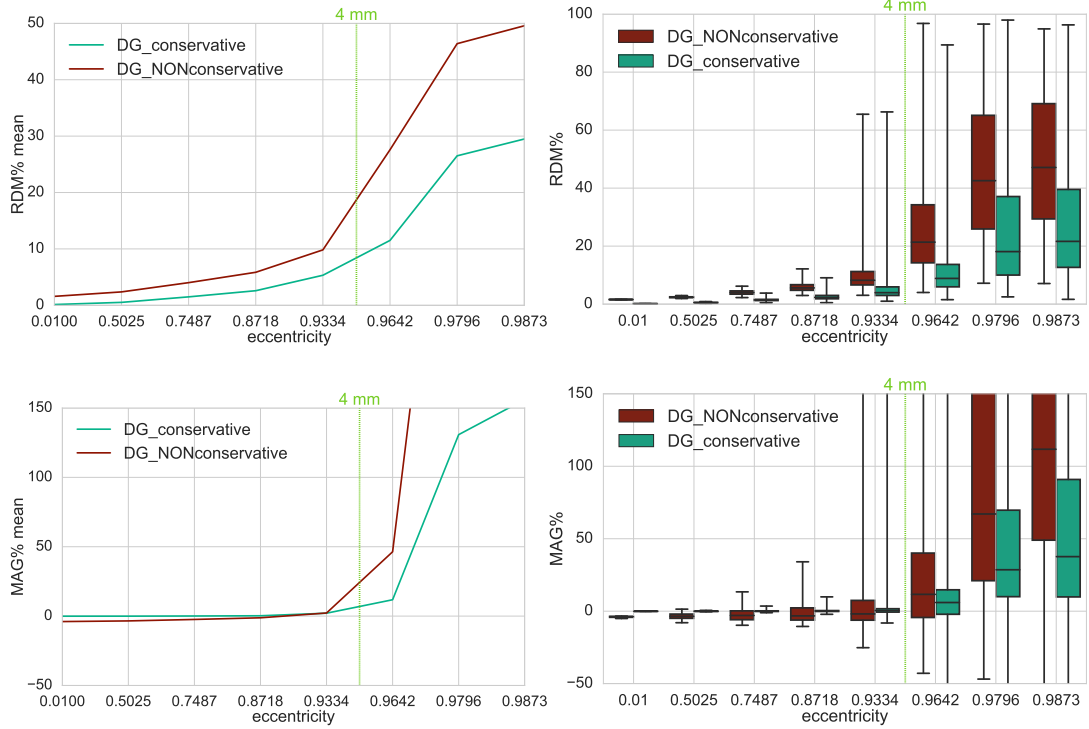 4 mm
50
40
30
20
10
0
RDM% mean
DG_conservative
DG_NONconservative
0.0100 0.5025 0.7487 0.8718 0.9334 0.9642 0.9796 0.9873
eccentricity
4 mm
100
80
60
40
20
0
RDM%
DG_NONconservative
DG_conservative
0.01 0.5025 0.7487 0.8718 0.9334 0.9642 0.9796 0.9873
eccentricity
4 mm
150
100
50
0
−50
MAG% mean
DG_conservative
DG_NONconservative
0.0100 0.5025 0.7487 0.8718 0.9334 0.9642 0.9796 0.9873
eccentricity
4 mm
150
100
50
0
−50
MAG%
DG_NONconservative
DG_conservative
0.01 0.5025 0.7487 0.8718 0.9334 0.9642 0.9796 0.9873
eccentricity